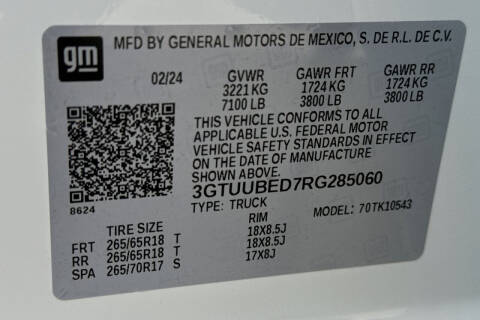 gm
MFD BY GENERAL MOTORS DE MEXICO, S. DE R.L. DE C.V.
02/24 GVWR GAWR FRT GAWR RR
3221 KG 1724 KG 1724 KG
7100 LB 3800 LB 3800 LB
THIS VEHICLE CONFORMS TO ALL
APPLICABLE U.S. FEDERAL MOTOR
VEHICLE SAFETY STANDARDS IN EFFECT
ON THE DATE OF MANUFACTURE
SHOWN ABOVE.
3GTUUBED7RG285060
8624
TYPE: TRUCK MODEL: 70TK10543
TIRE SIZE RIM
FRT 265/65R18 T 18X8.5J
RR 265/65R18 T 18X8.5J
SPA 265/70R17 S 17X8J